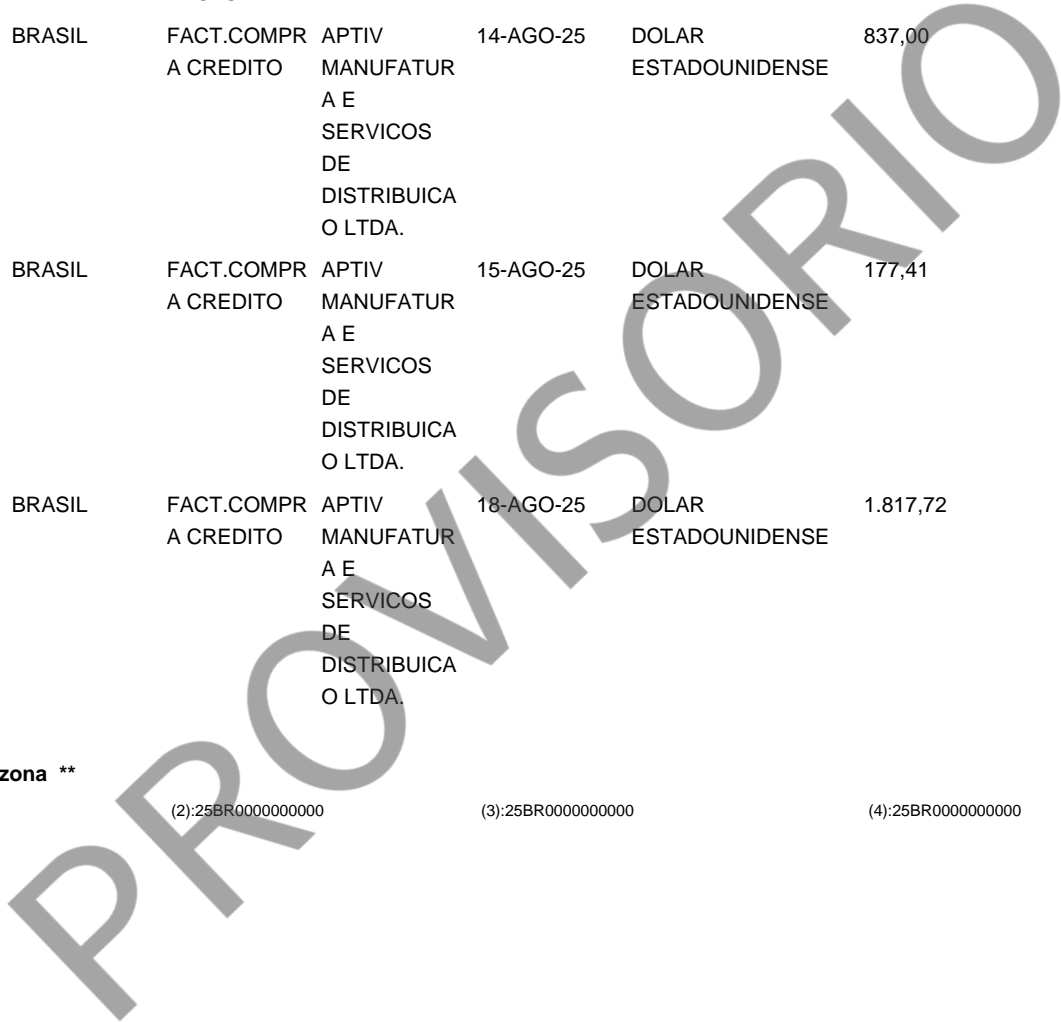 BRASIL FACT.COMPR APTIV 14-AGO-25 DOLAR 837,00
A CREDITO MANUFATUR ESTADOUNIDENSE
A E
SERVICOS
DE
DISTRIBUICA
O LTDA.
BRASIL FACT.COMPR APTIV 15-AGO-25 DOLAR 177,41
A CREDITO MANUFATUR ESTADOUNIDENSE
A E
SERVICOS
DE
DISTRIBUICA
O LTDA.
BRASIL FACT.COMPR APTIV 18-AGO-25 DOLAR 1.817,72
A CREDITO MANUFATUR ESTADOUNIDENSE
A E
SERVICOS
DE
DISTRIBUICA
O LTDA.
zona **
(2):25BR0000000000 (3):25BR0000000000 (4):25BR0000000000
PROVISORIO